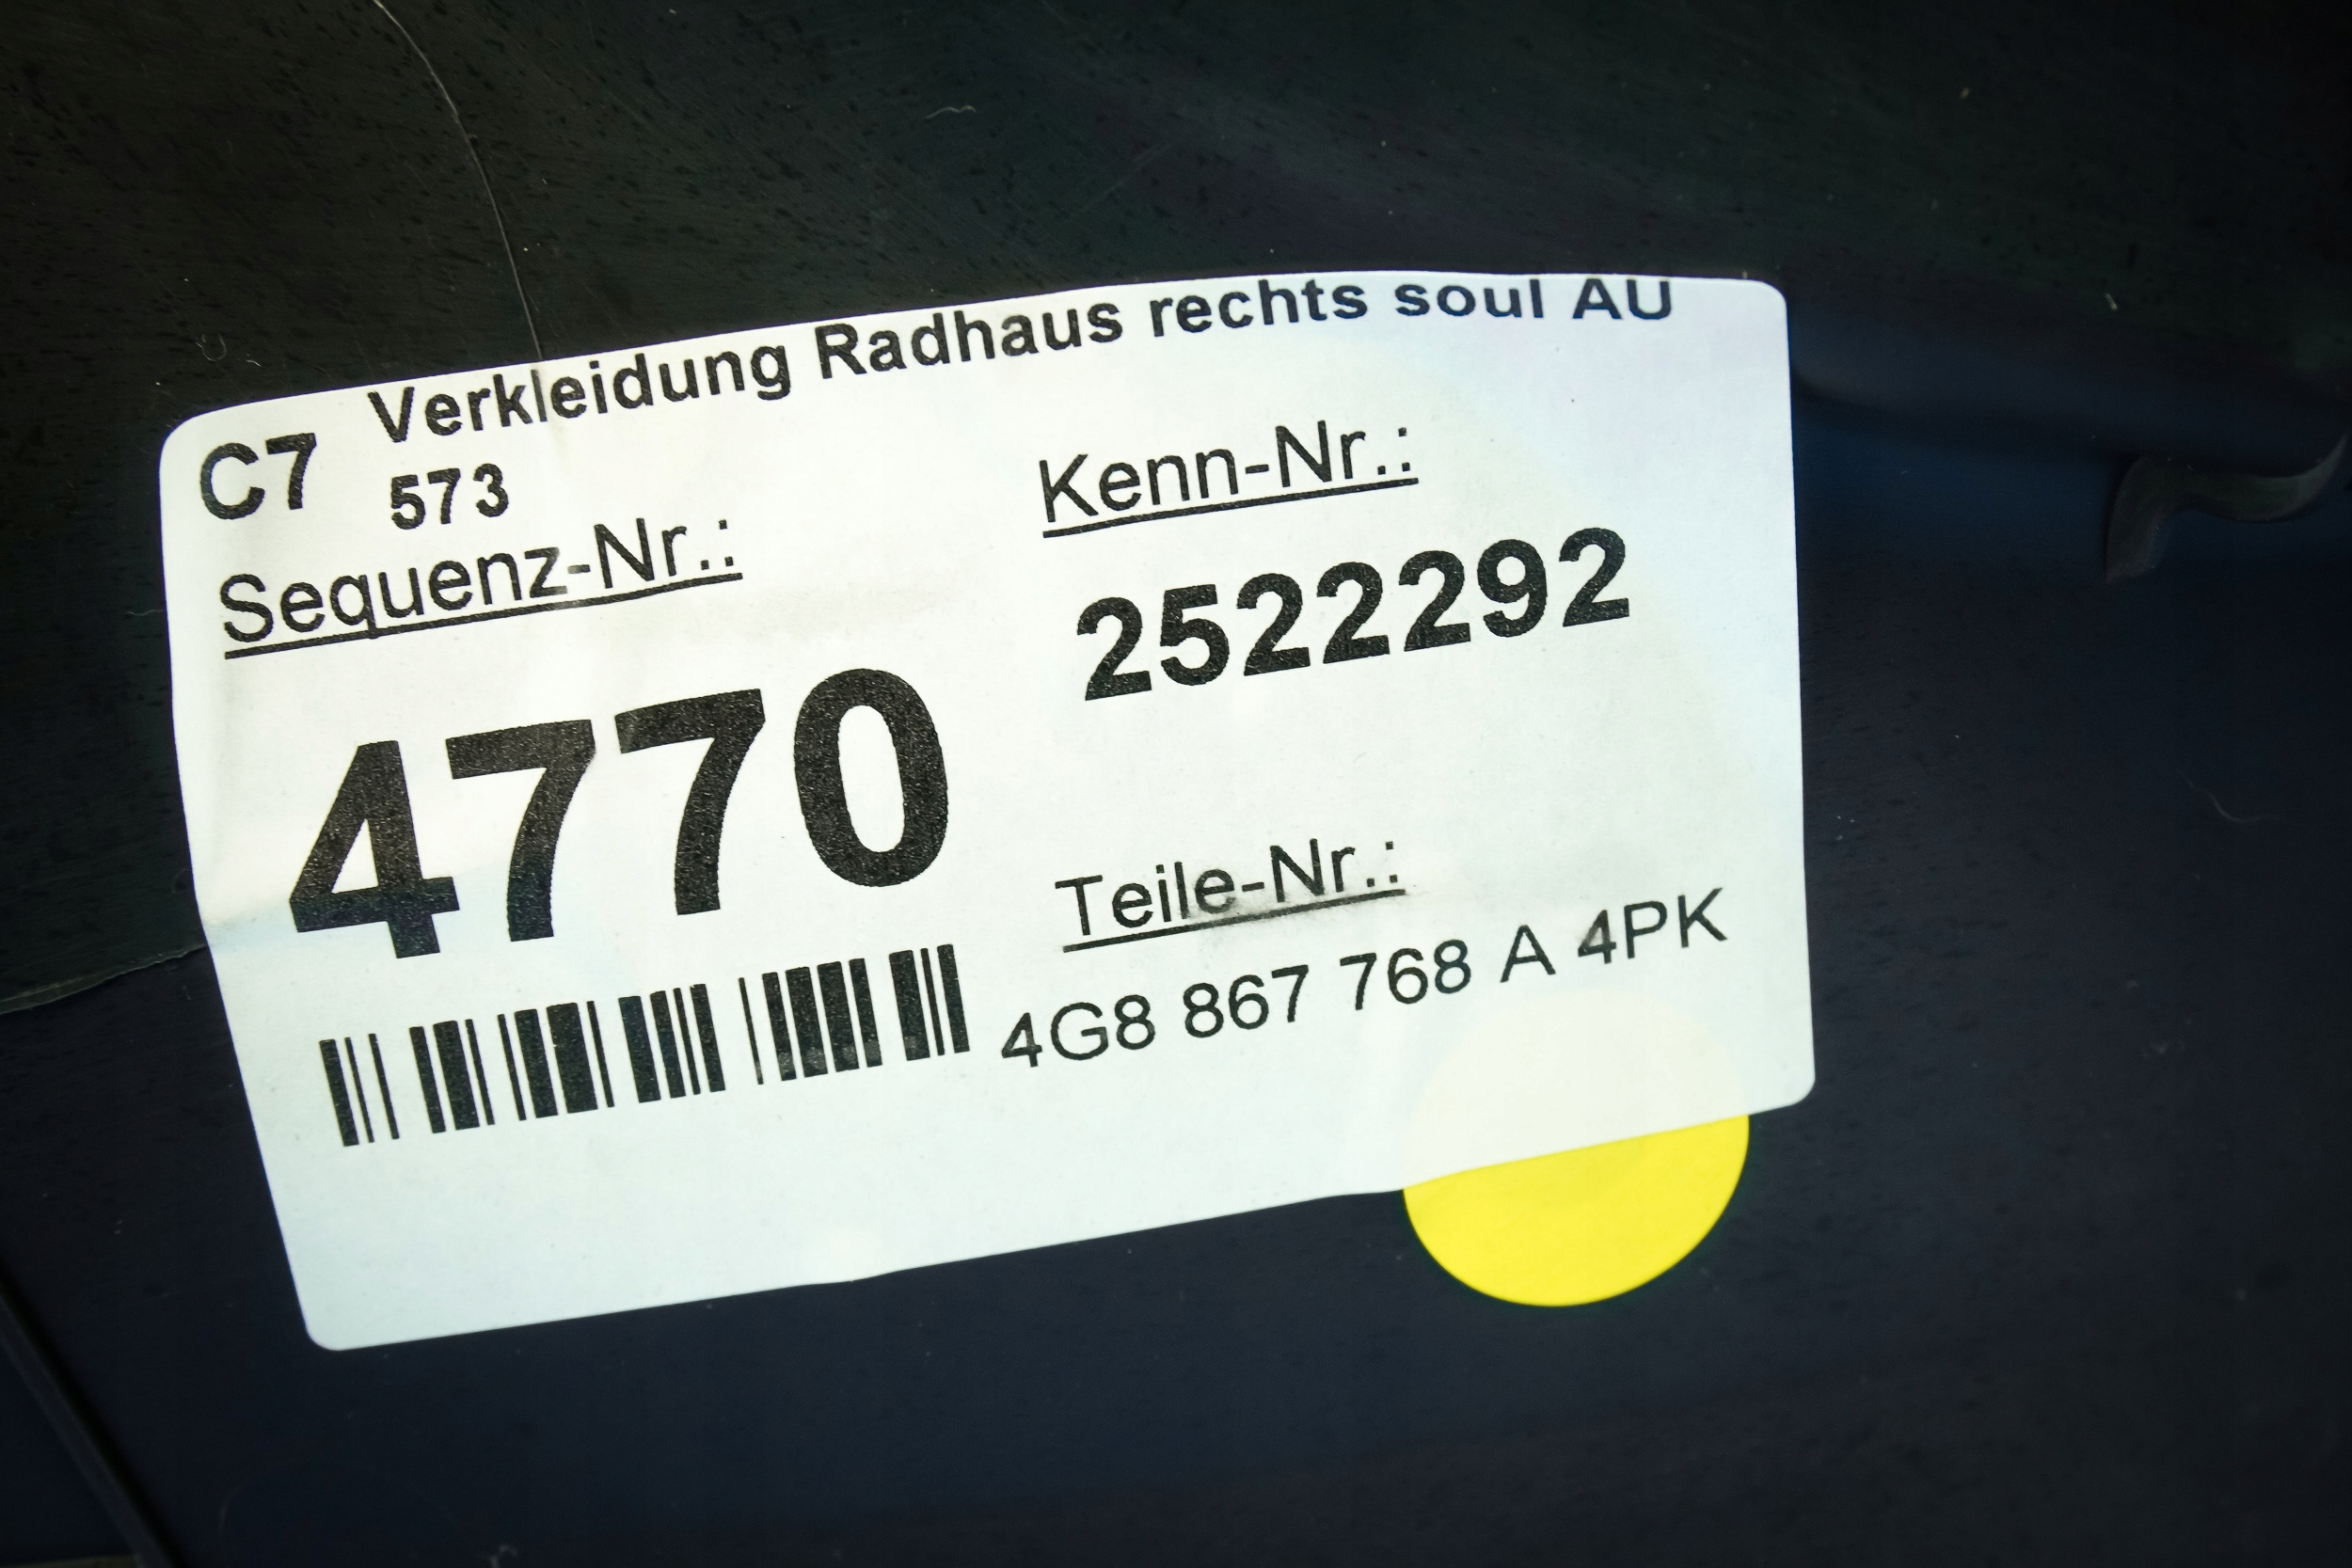 Verkleidung Radhaus rechts soul AU
C7 573
Sequenz-Nr.:
4770
Kenn-Nr.:
2522292
Teile-Nr.:
4G8 867 768 A 4PK